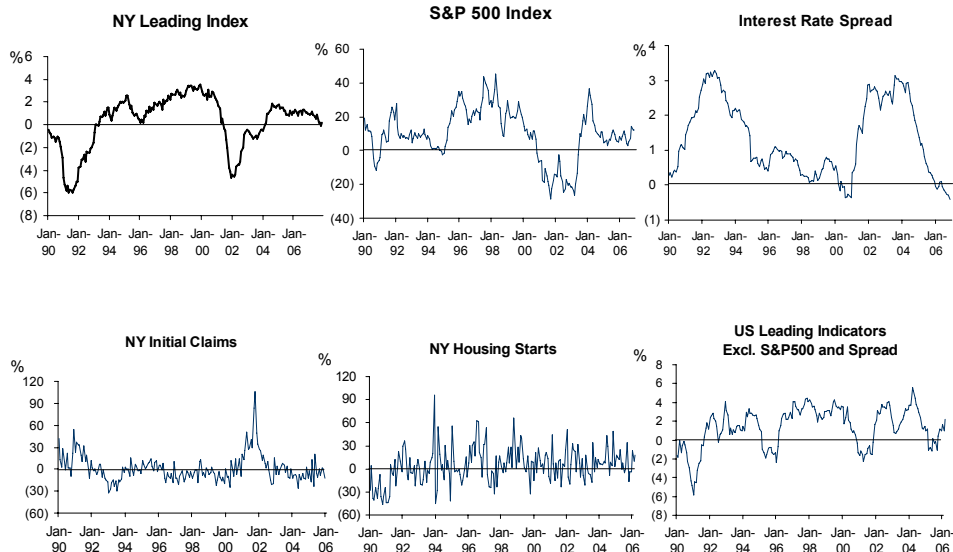 NY Leading Index
%6
4
2
0
(2)
(4)
(6)
(8)
Jan- Jan- Jan- Jan- Jan- Jan- Jan- Jan- Jan-
90 92 94 96 98 00 02 04 06
S&P 500 Index
%
60
40
20
0
(20)
(40)
Jan- Jan- Jan- Jan- Jan- Jan- Jan- Jan- Jan-
90 92 94 96 98 00 02 04 06
Interest Rate Spread
%
4
3
2
1
0
(1)
Jan- Jan- Jan- Jan- Jan- Jan- Jan- Jan- Jan-
90 92 94 96 98 00 02 04 06
NY Initial Claims
%
120
90
60
30
0
(30)
(60)
Jan- Jan- Jan- Jan- Jan- Jan- Jan- Jan- Jan-
90 92 94 96 98 00 02 04 06
NY Housing Starts
%
120
90
60
30
0
(30)
(60)
Jan- Jan- Jan- Jan- Jan- Jan- Jan- Jan- Jan-
90 92 94 96 98 00 02 04 06
US Leading Indicators
Excl. S&P500 and Spread
%
8
6
4
2
0
(2)
(4)
(6)
(8)
Jan- Jan- Jan- Jan- Jan- Jan- Jan- Jan- Jan-
90 92 94 96 98 00 02 04 06